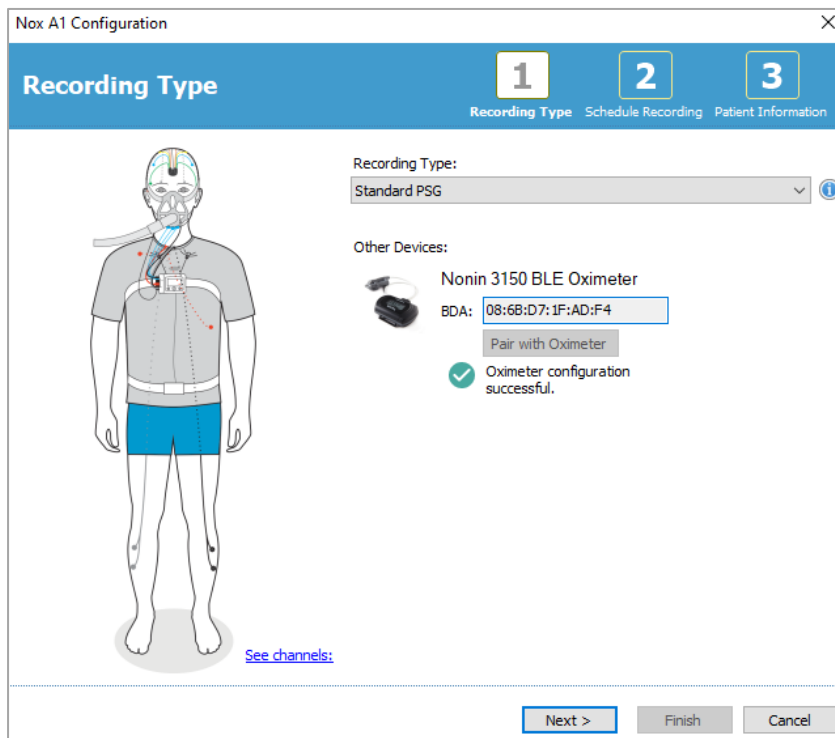 Nox A1 Configuration
Recording Type
1
Recording Type
2
Schedule Recording
3
Patient Information
Recording Type:
Standard PSG
Other Devices:
Nonin 3150 BLE Oximeter
BDA: 08:6B:D7:1F:AD:F4
Pair with Oximeter
Oximeter configuration
successful.
See channels:
Next >
Finish
Cancel